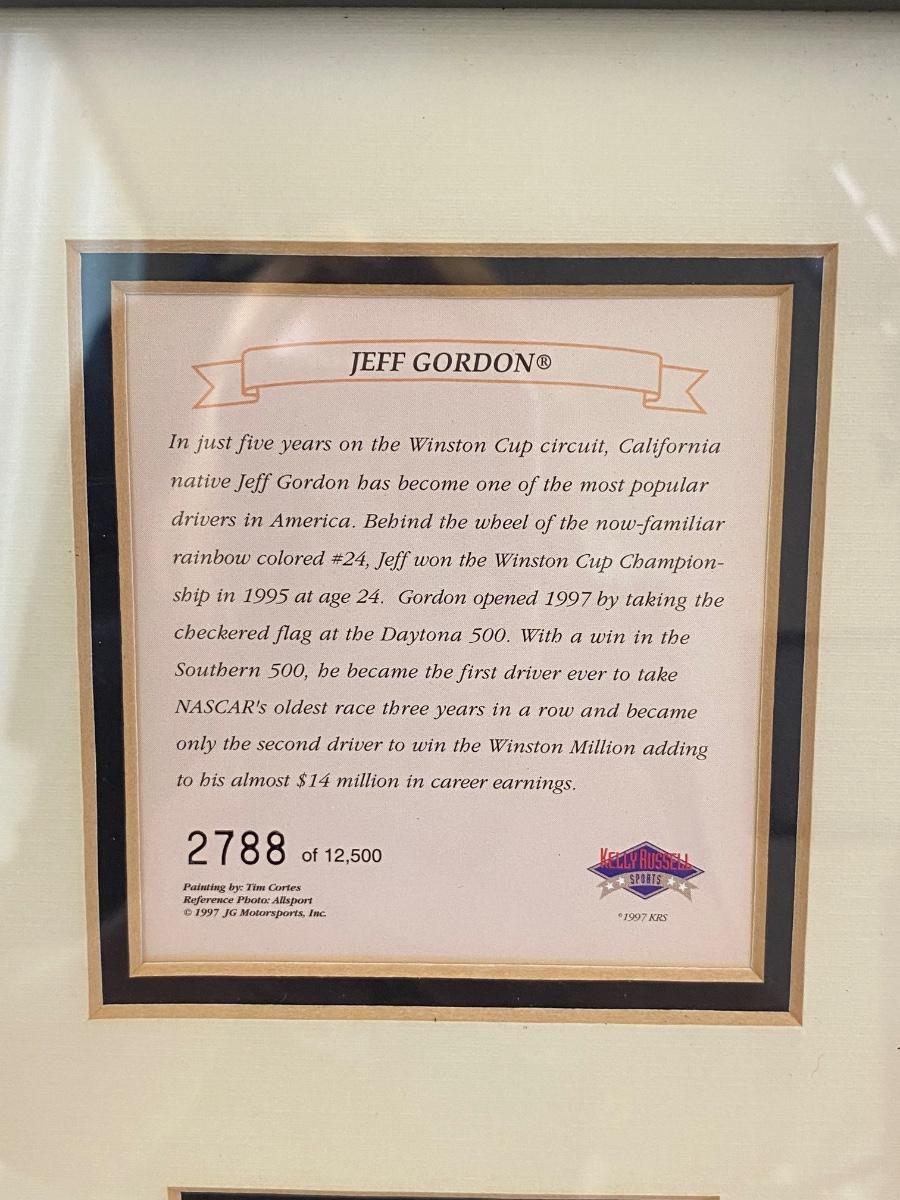 JEFF GORDON®
In just five years on the Winston Cup circuit, California
native Jeff Gordon has become one of the most popular
drivers in America. Behind the wheel of the now-familiar
rainbow colored #24, Jeff won the Winston Cup Champion-
ship in 1995 at age 24. Gordon opened 1997 by taking the
checkered flag at the Daytona 500. With a win in the
Southern 500, he became the first driver ever to take
NASCAR's oldest race three years in a row and became
only the second driver to win the Winston Million adding
to his almost $14 million in career earnings.
2788 of 12,500
Painting by: Tim Cortes
Reference Photo: Allsport
© 1997 JG Motorsports, Inc.
KELLY RUSSELL
SPORTS
©1997 KRS